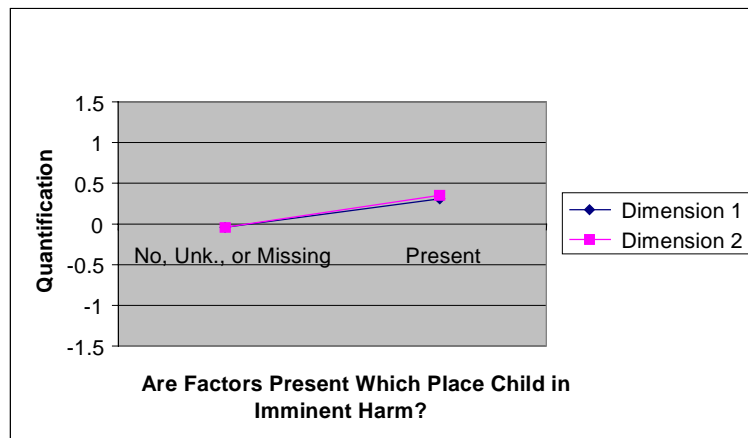 1.5
1
0.5
0
-0.5
-1
-1.5
Quantification
No, Unk., or Missing
Present
Are Factors Present Which Place Child in
Imminent Harm?
Dimension 1
Dimension 2